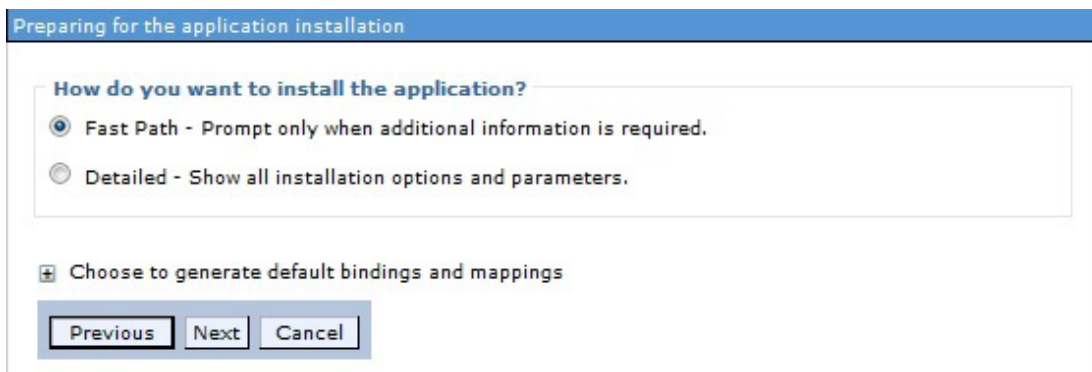 Preparing for the application installation
How do you want to install the application?
Fast Path - Prompt only when additional information is required.
Detailed - Show all installation options and parameters.
Choose to generate default bindings and mappings
Previous Next Cancel